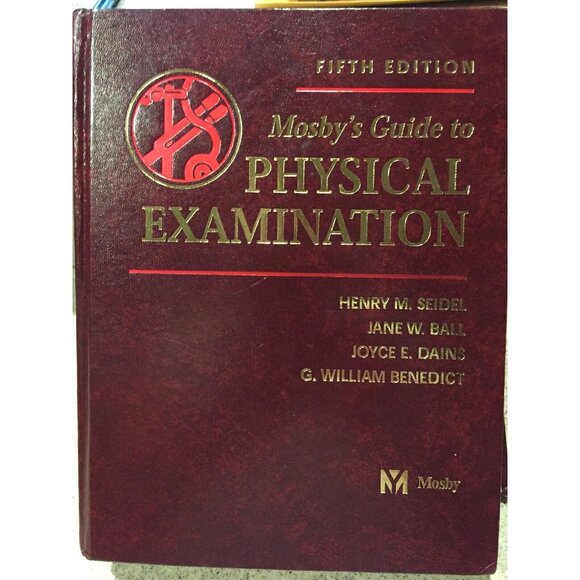 FIFTH EDITION
Mosby's Guide to
PHYSICAL
EXAMINATION
HENRY M. SEIDEL
JANE W. BALL
JOYCE E. DAINS
G. WILLIAM BENEDICT
M Mosby